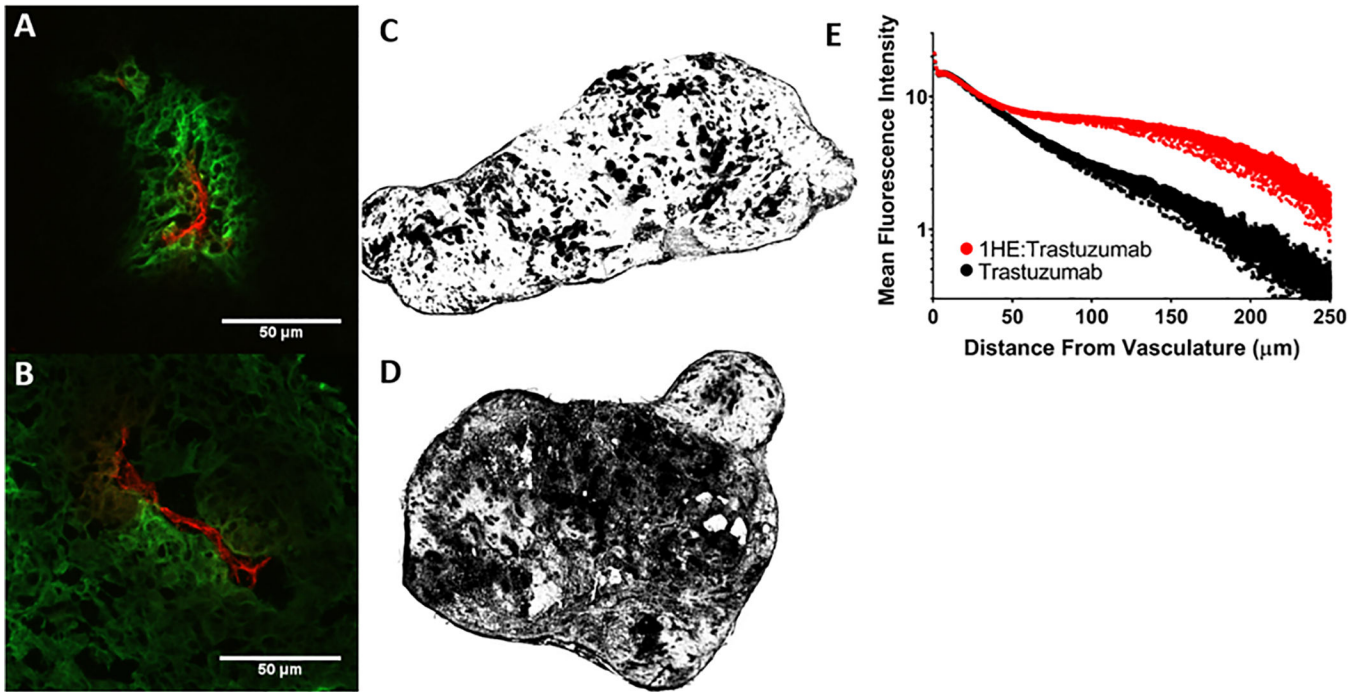 A
50 µm
B
50 µm
C
D
E
Mean Fluorescence Intensity
10
1
1HE:Trastuzumab
Trastuzumab
0 50 100 150 200 250
Distance From Vasculature (µm)